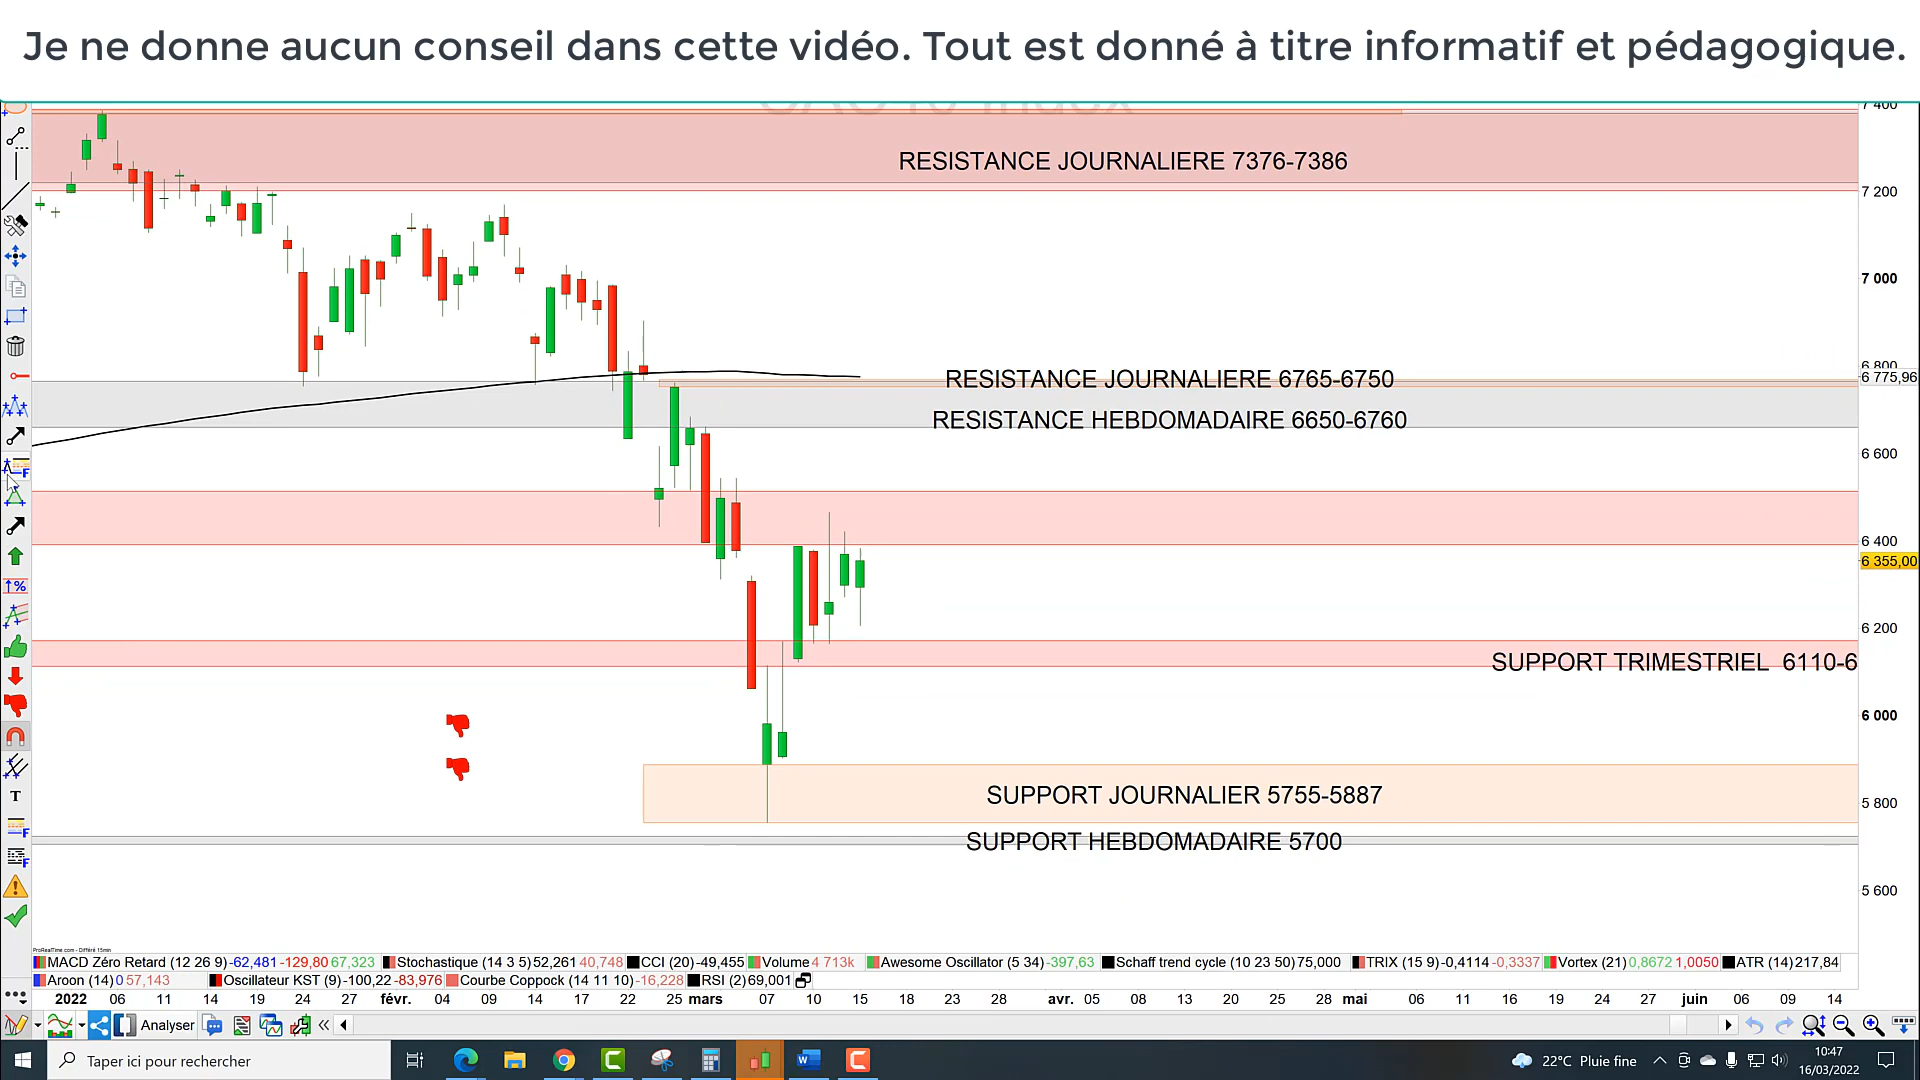 Je ne donne aucun conseil dans cette vidéo. Tout est donné à titre informatif et pédagogique.
7 400
RESISTANCE JOURNALIERE 7376-7386
7 200
7 000
6 800
RESISTANCE JOURNALIERE 6765-6750
6 775,96
RESISTANCE HEBDOMADAIRE 6650-6760
6 600
6 400
6 355,00
6 200
SUPPORT TRIMESTRIEL 6110-6
6 000
SUPPORT JOURNALIER 5755-5887
5 800
SUPPORT HEBDOMADAIRE 5700
5 600
ProRealTime.com - Différé 15min
MACD Zéro Retard (12 26 9) -62,481 -129,80 67,323 Stochastique (14 3 5) 52,261 40,748 CCI (20) -49,455 Volume 4 713k Awesome Oscillator (5 34) -397,63 Schaff trend cycle (10 23 50) 75,000 TRIX (15 9) -0,4114 -0,3337 Vortex (21) 0,8672 1,0050 ATR (14) 217,84
Aroon (14) 0 57,143 Oscillateur KST (9) -100,22 -83,976 Courbe Coppock (14 11 10) -16,228 RSI (2) 69,001
2022 06 11 14 19 24 27 févr. 04 09 14 17 22 25 mars 07 10 15 18 23 28 avr. 05 08 13 20 25 28 mai 06 11 16 19 24 27 juin 06 09 14
Analyser
Taper ici pour rechercher
22°C Pluie fine
10:47
16/03/2022